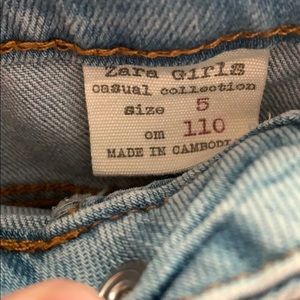 Zara Girls
casual collection
size 5
cm 110
MADE IN CAMBODI